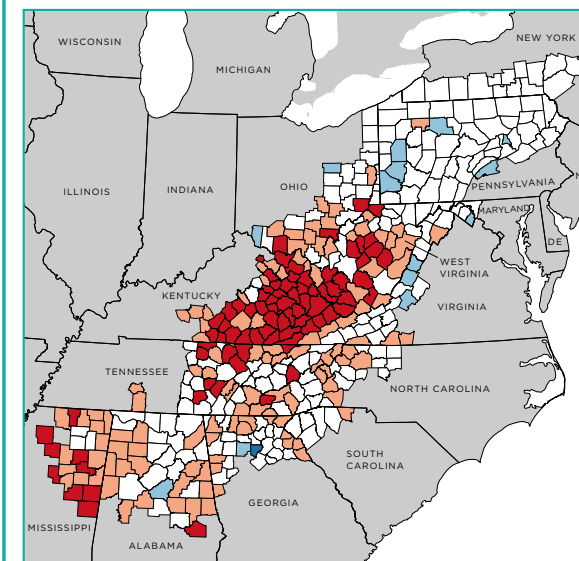 WISCONSIN
NEW YORK
MICHIGAN
ILLINOIS
INDIANA
OHIO
PENNSYLVANIA
MARYLAND
DE
WEST
VIRGINIA
KENTUCKY
VIRGINIA
TENNESSEE
NORTH CAROLINA
SOUTH
CAROLINA
GEORGIA
MISSISSIPPI
ALABAMA